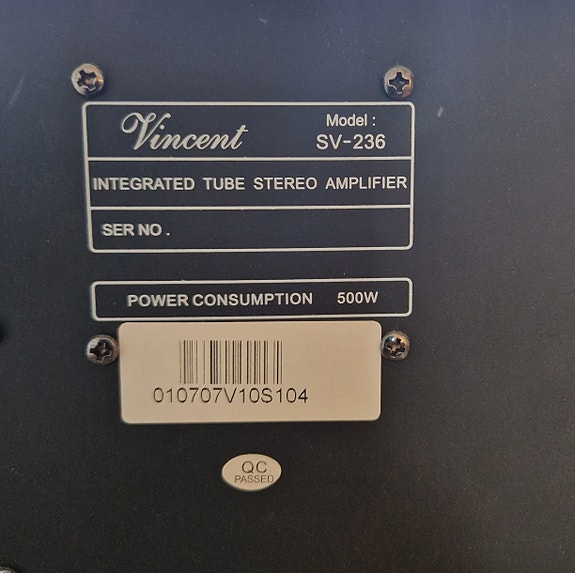 Vincent
Model :
SV-236
INTEGRATED TUBE STEREO AMPLIFIER
SER NO .
POWER CONSUMPTION 500W
010707V10S104
QC
PASSED